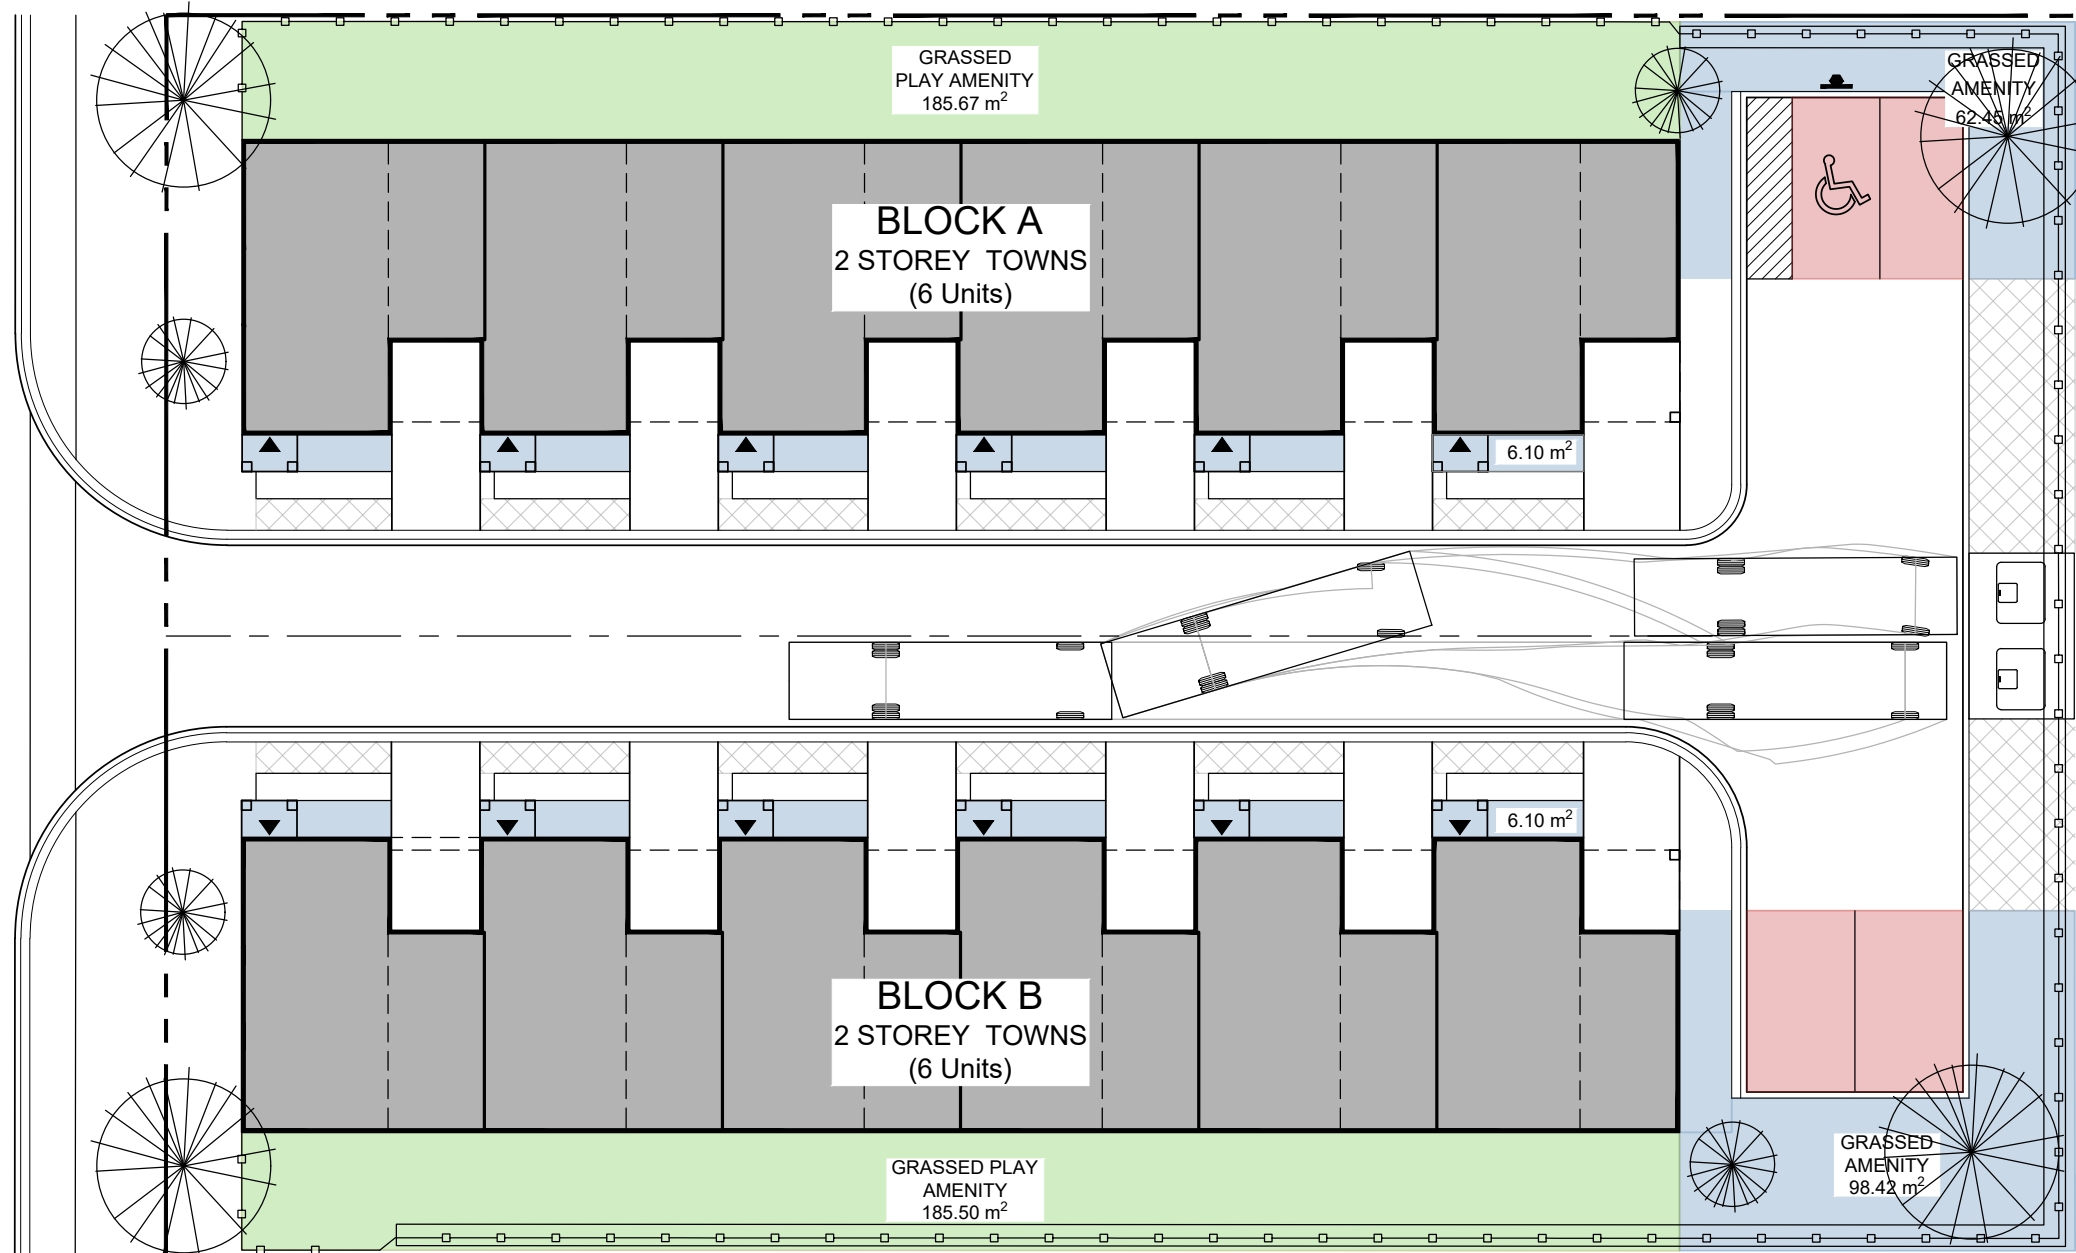 GRASSED
PLAY AMENITY
185.67 m²
GRASSED
AMENITY
62.45 m²
BLOCK A
2 STOREY TOWNS
(6 Units)
6.10 m²
6.10 m²
BLOCK B
2 STOREY TOWNS
(6 Units)
GRASSED PLAY
AMENITY
185.50 m²
GRASSED
AMENITY
98.42 m²